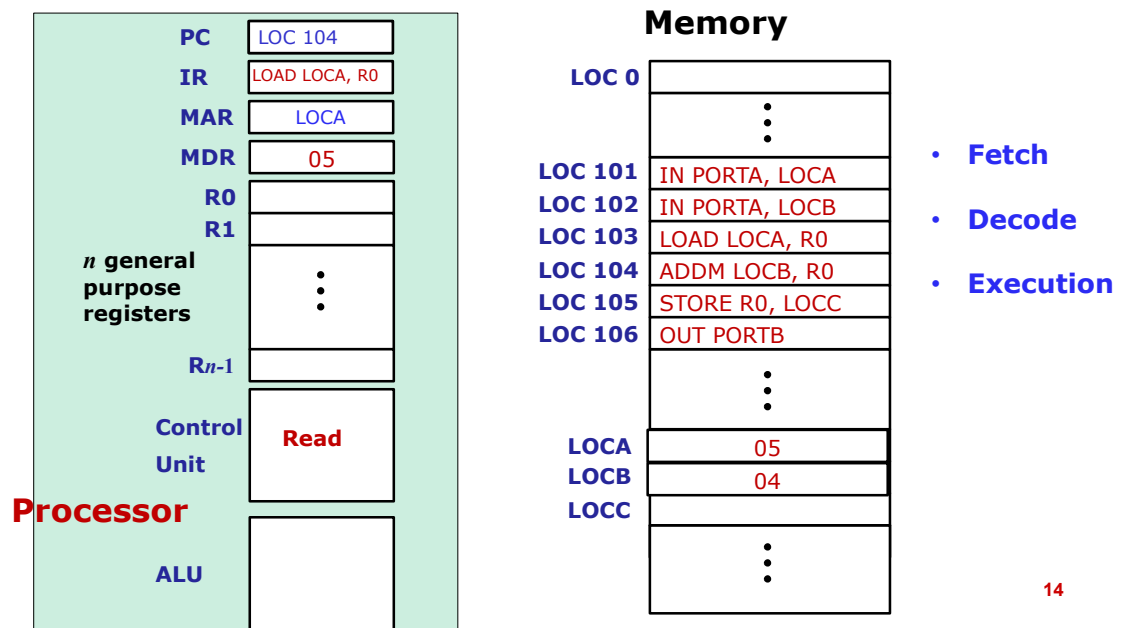 PC LOC 104
IR LOAD LOCA, R0
MAR LOCA
MDR 05
R0
R1
n general
purpose
registers
Rn-1
Control
Unit
Read
Processor
ALU
Memory
LOC 0
LOC 101 IN PORTA, LOCA
LOC 102 IN PORTA, LOCB
LOC 103 LOAD LOCA, R0
LOC 104 ADDM LOCB, R0
LOC 105 STORE R0, LOCC
LOC 106 OUT PORTB
LOCA 05
LOCB 04
LOCC
• Fetch
• Decode
• Execution
14